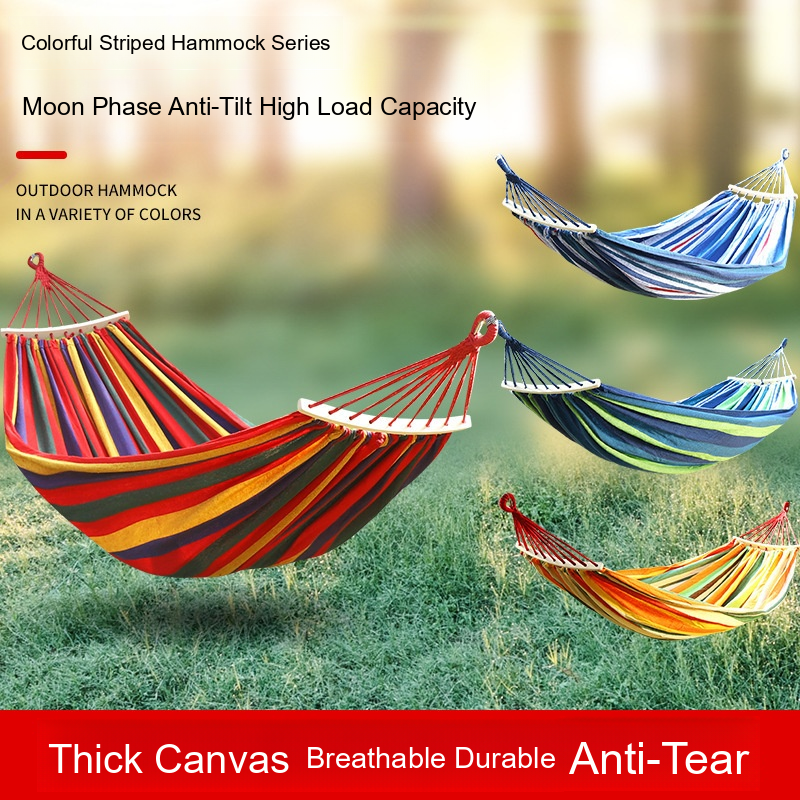 Colorful Striped Hammock Series
Moon Phase Anti-Tilt High Load Capacity
OUTDOOR HAMMOCK
IN A VARIETY OF COLORS
Thick Canvas Breathable Durable Anti-Tear